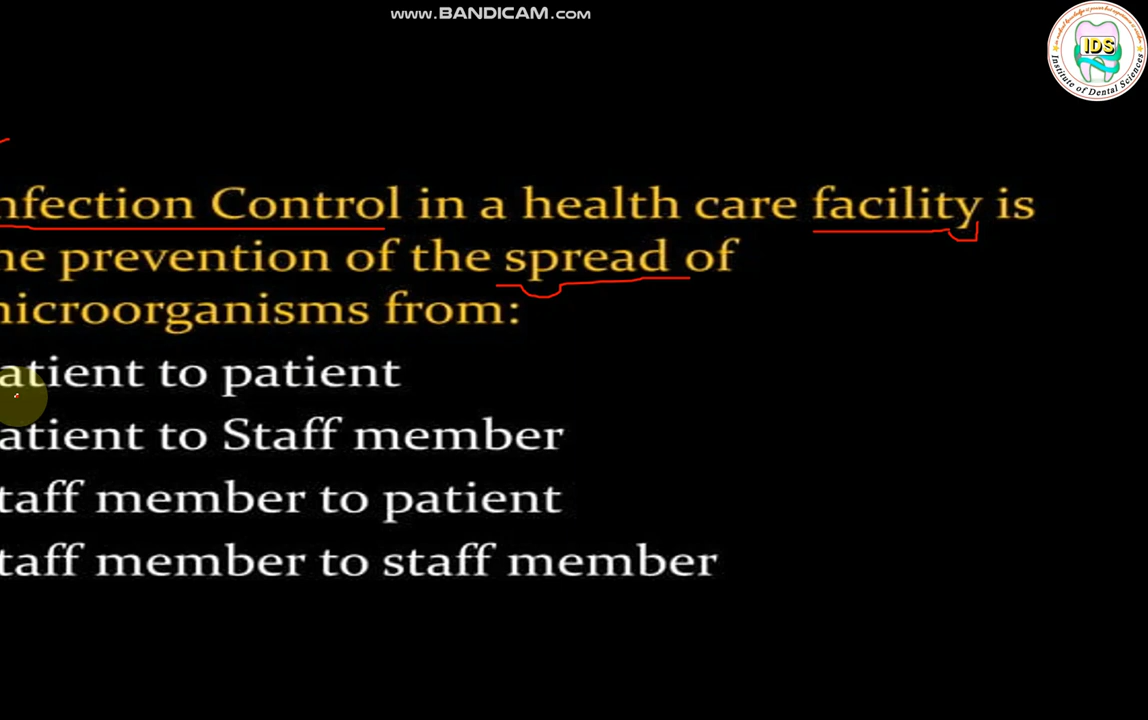 www.BANDICAM.com
IDS
Institute of Dental Sciences
nfection Control in a health care facility is
he prevention of the spread of
nicroorganisms from:
atient to patient
atient to Staff member
taff member to patient
taff member to staff member